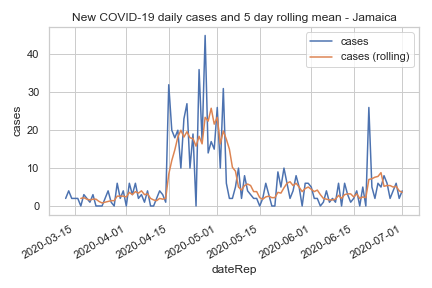 New COVID-19 daily cases and 5 day rolling mean - Jamaica
cases
cases (rolling)
40
30
20
10
0
cases
2020-03-15
2020-04-01
2020-04-15
2020-05-01
2020-05-15
2020-06-01
2020-06-15
2020-07-01
dateRep